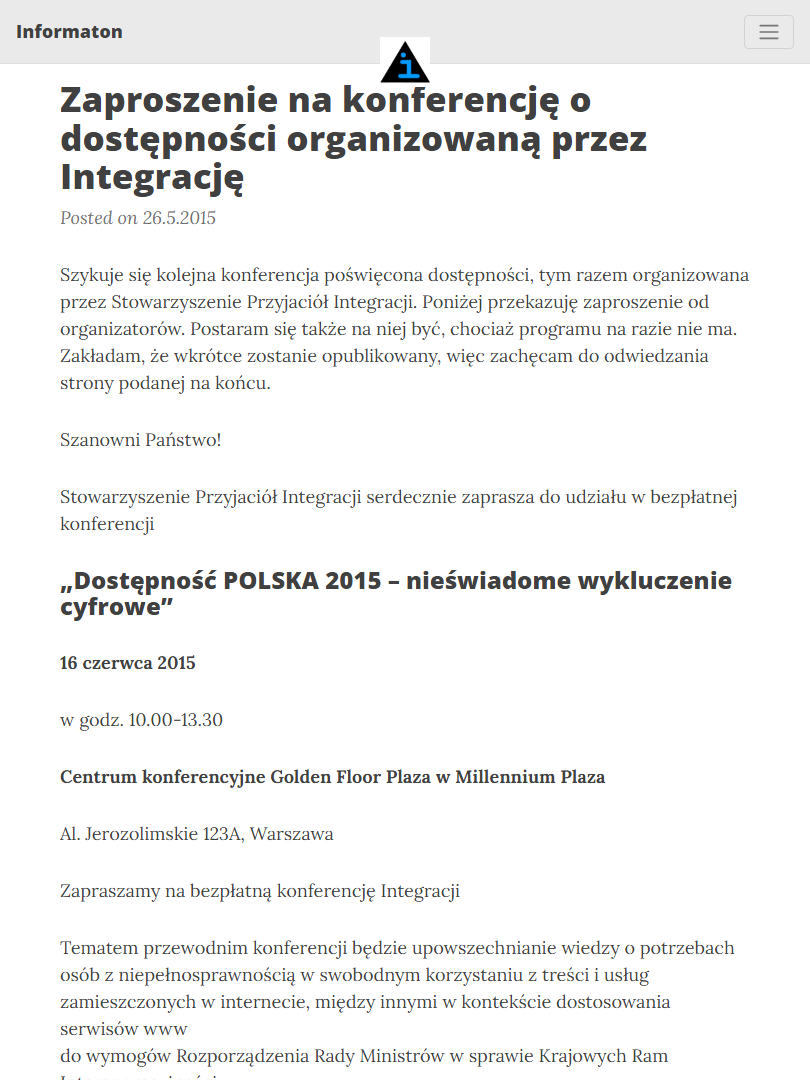 Informaton
i
Zaproszenie na konferencję o
dostępności organizowaną przez
Integrację
Posted on 26.5.2015
Szykuje się kolejna konferencja poświęcona dostępności, tym razem organizowana
przez Stowarzyszenie Przyjaciół Integracji. Poniżej przekazuję zaproszenie od
organizatorów. Postaram się także na niej być, chociaż programu na razie nie ma.
Zakładam, że wkrótce zostanie opublikowany, więc zachęcam do odwiedzania
strony podanej na końcu.
Szanowni Państwo!
Stowarzyszenie Przyjaciół Integracji serdecznie zaprasza do udziału w bezpłatnej
konferencji
„Dostępność POLSKA 2015 – nieświadome wykluczenie
cyfrowe”
16 czerwca 2015
w godz. 10.00-13.30
Centrum konferencyjne Golden Floor Plaza w Millennium Plaza
Al. Jerozolimskie 123A, Warszawa
Zapraszamy na bezpłatną konferencję Integracji
Tematem przewodnim konferencji będzie upowszechnianie wiedzy o potrzebach
osób z niepełnosprawnością w swobodnym korzystaniu z treści i usług
zamieszczonych w internecie, między innymi w kontekście dostosowania
serwisów www
do wymogów Rozporządzenia Rady Ministrów w sprawie Krajowych Ram